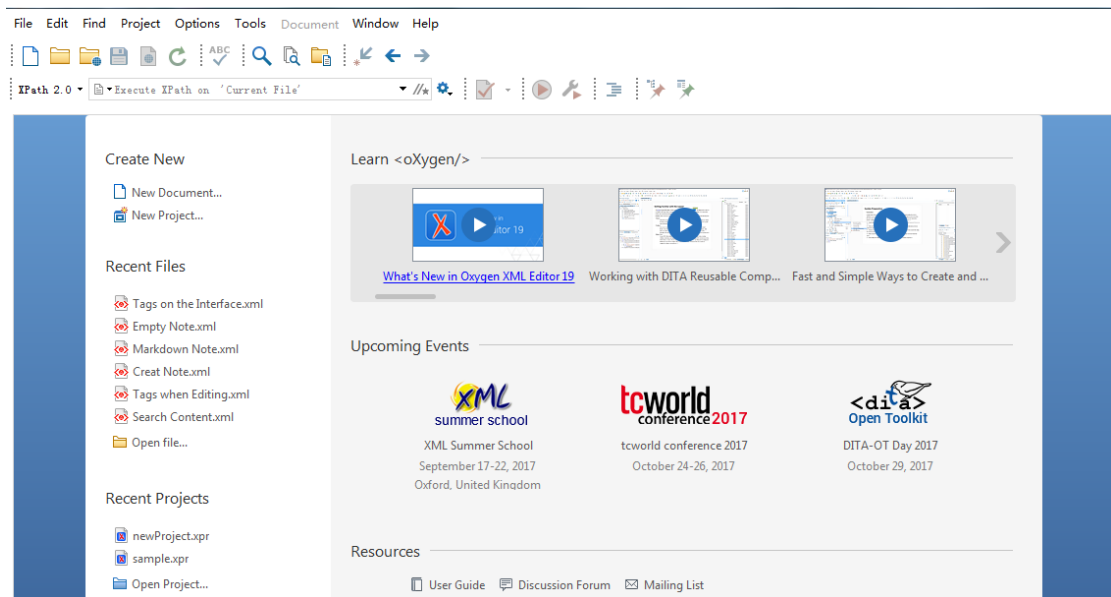 File Edit Find Project Options Tools Document Window Help
ABC
XPath 2.0 Execute XPath on 'Current File'
Create New
New Document...
New Project...
Recent Files
Tags on the Interface.xml
Empty Note.xml
Markdown Note.xml
Creat Note.xml
Tags when Editing.xml
Search Content.xml
Open file...
Recent Projects
newProject.xpr
sample.xpr
Open Project...
Learn <oXygen/>
itor 19
What's New in Oxygen XML Editor 19
Working with DITA Reusable Comp...
Fast and Simple Ways to Create and ...
Upcoming Events
XML
summer school
XML Summer School
September 17-22, 2017
Oxford, United Kingdom
tcworld
conference 2017
tcworld conference 2017
October 24-26, 2017
<dita>
Open Toolkit
DITA-OT Day 2017
October 29, 2017
Resources
User Guide Discussion Forum Mailing List